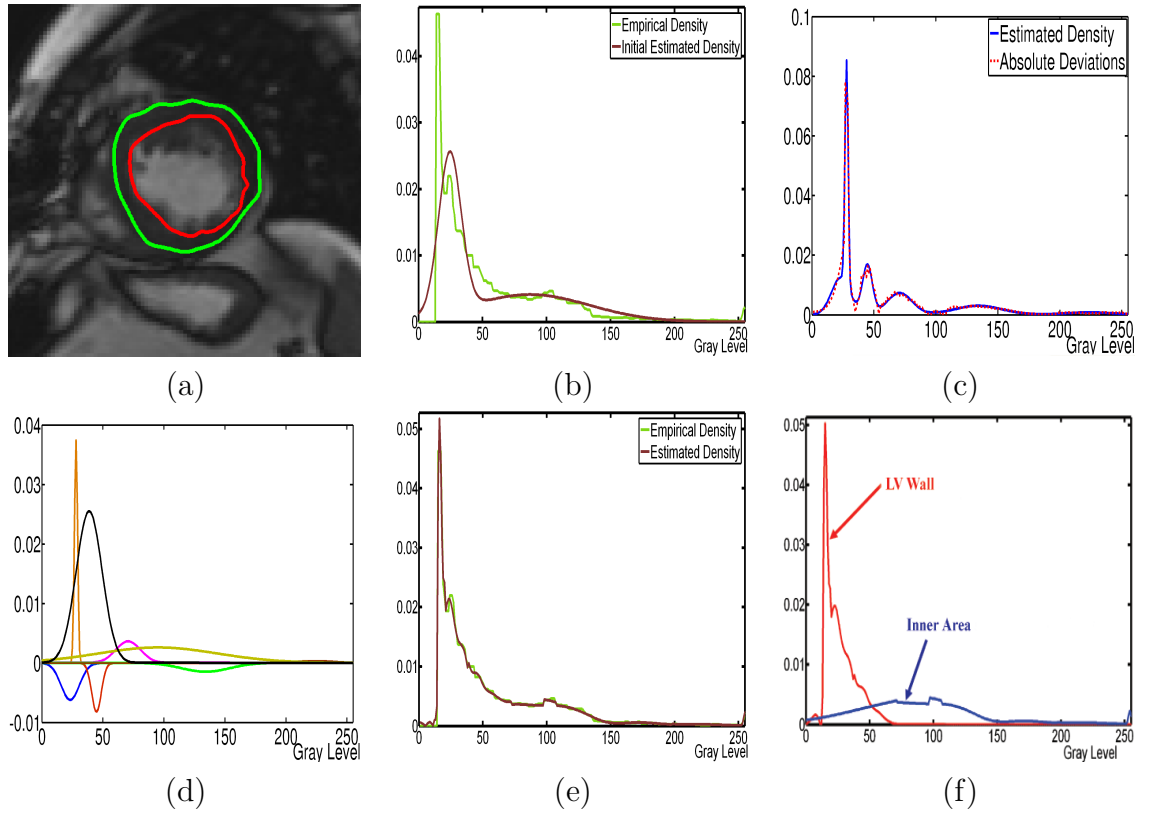 Empirical Density
Initial Estimated Density
0.04
0.03
0.02
0.01
0
0 50 100 150 200 250
Gray Level
Estimated Density
Absolute Deviations
0.1
0.08
0.06
0.04
0.02
0
0 50 100 150 200 250
Gray Level
(a)
(b)
(c)
0.04
0.03
0.02
0.01
0
-0.01
0 50 100 150 200 250
Gray Level
Empirical Density
Estimated Density
0.05
0.04
0.03
0.02
0.01
0
0 50 100 150 200 250
Gray Level
LV Wall
Inner Area
0.05
0.04
0.03
0.02
0.01
0
0 50 100 150 200 250
Gray Level
(d)
(e)
(f)